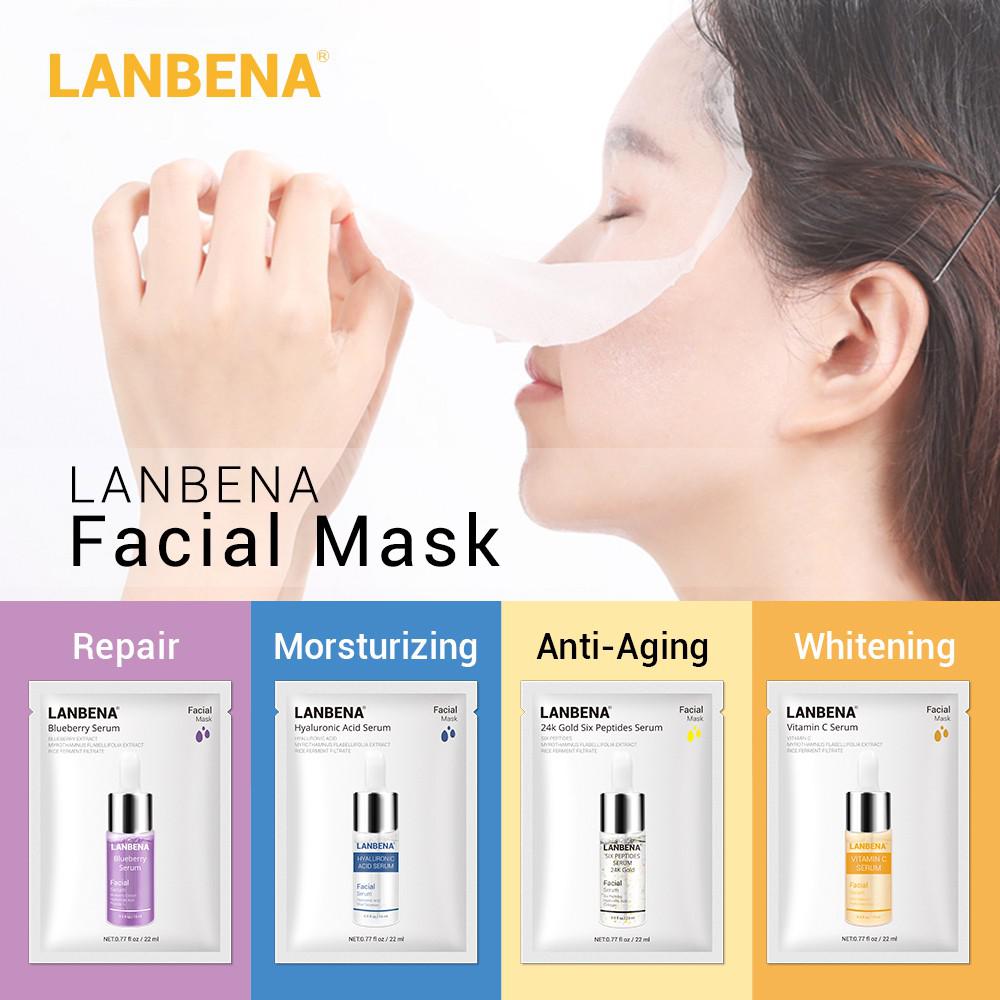 LANBENA®
LANBENA
Facial Mask
Repair
Morsturizing
Anti-Aging
Whitening
LANBENA®
Blueberry Serum
Facial
Mask
BLUEBERRY EXTRACT
MYROTHAMNUS FLABELLIFOLIA EXTRACT
RICE FERMENT FILTRATE
LANBENA
Blueberry
Serum
Facial
Serum
NET:0.77 fl oz / 22 ml
LANBENA®
Hyaluronic Acid Serum
Facial
Mask
HYALURONIC ACID
MYROTHAMNUS FLABELLIFOLIA EXTRACT
RICE FERMENT FILTRATE
LANBENA
HYALURONIC
ACID SERUM
Facial
Serum
NET:0.77 fl oz / 22 ml
LANBENA®
24k Gold Six Peptides Serum
Facial
Mask
SIX PEPTIDES
MYROTHAMNUS FLABELLIFOLIA EXTRACT
RICE FERMENT FILTRATE
LANBENA
SIX PEPTIDES
SERUM
24K Gold
Facial
Serum
NET:0.77 fl oz / 22 ml
LANBENA®
Vitamin C Serum
Facial
Mask
VITAMIN C
MYROTHAMNUS FLABELLIFOLIA EXTRACT
RICE FERMENT FILTRATE
LANBENA
VITAMIN C
SERUM
Facial
Serum
NET:0.77 fl oz / 22 ml